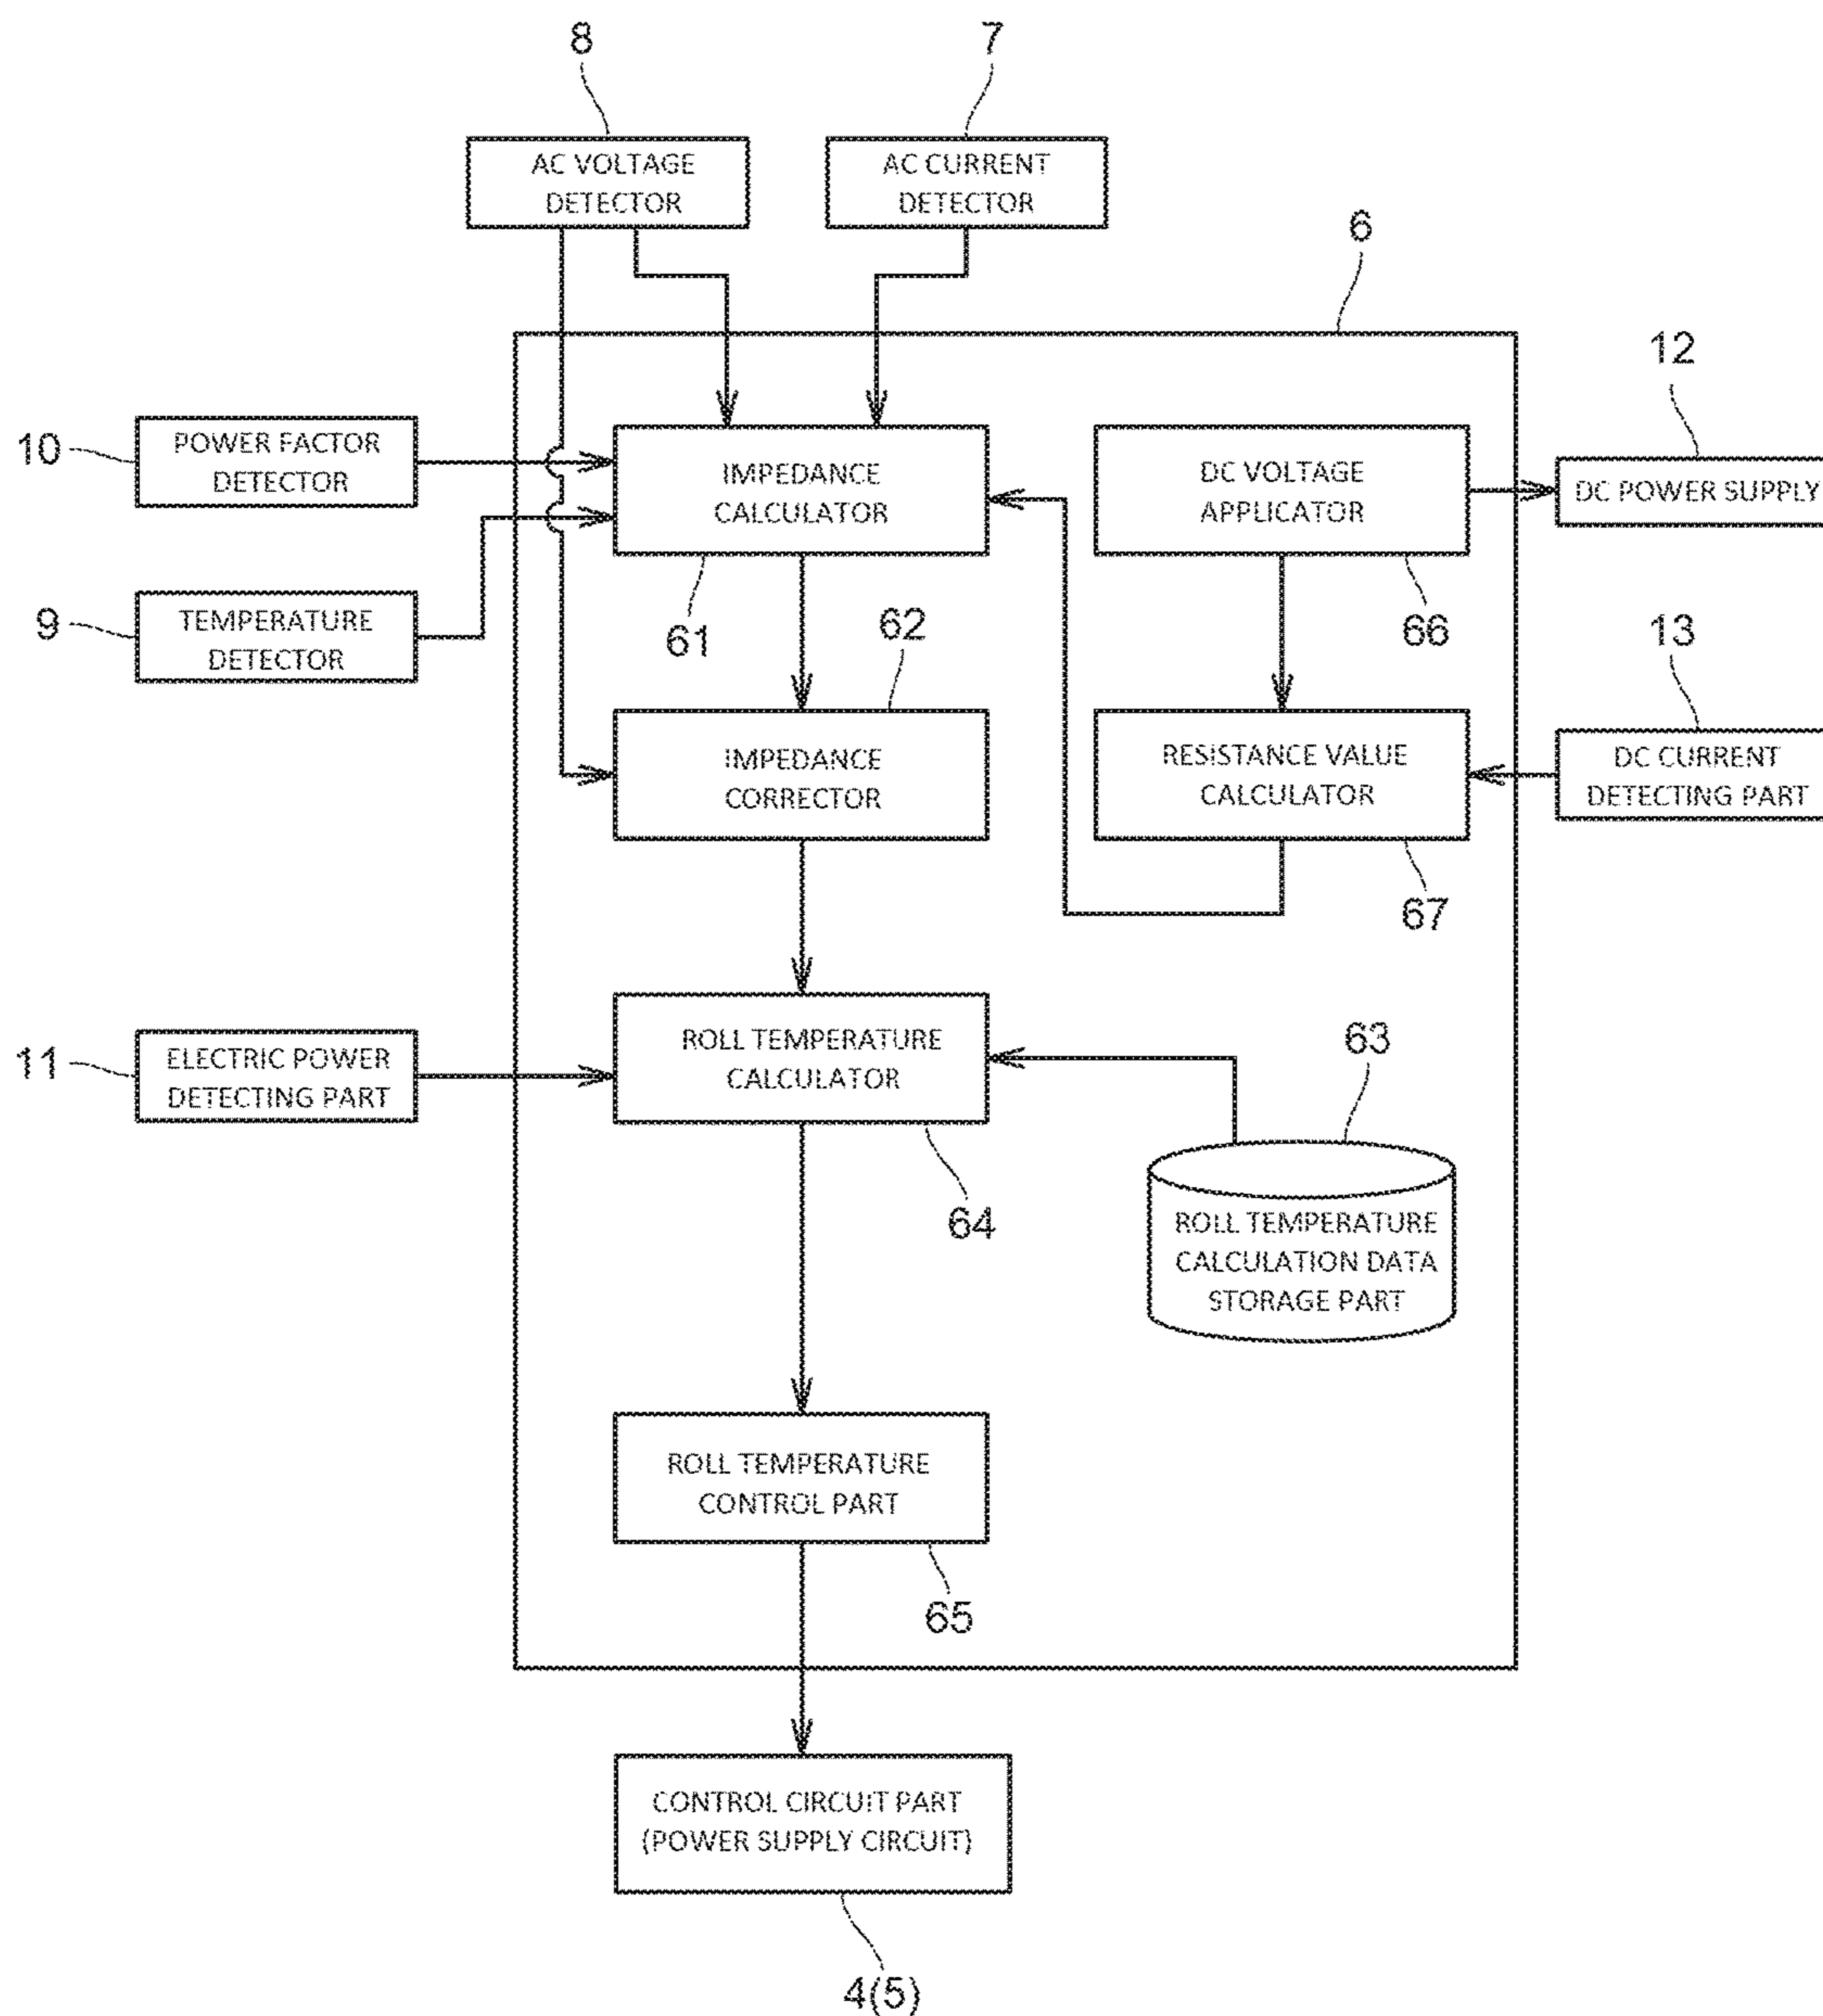 8
7
AC VOLTAGE
DETECTOR
AC CURRENT
DETECTOR
6
12
10
POWER FACTOR
DETECTOR
IMPEDANCE
CALCULATOR
DC VOLTAGE
APPLICATOR
DC POWER SUPPLY
9
TEMPERATURE
DETECTOR
61
62
66
13
IMPEDANCE
CORRECTOR
RESISTANCE VALUE
CALCULATOR
DC CURRENT
DETECTING PART
67
11
ELECTRIC POWER
DETECTING PART
ROLL TEMPERATURE
CALCULATOR
63
64
ROLL TEMPERATURE
CALCULATION DATA
STORAGE PART
ROLL TEMPERATURE
CONTROL PART
65
CONTROL CIRCUIT PART
(POWER SUPPLY CIRCUIT)
4(5)